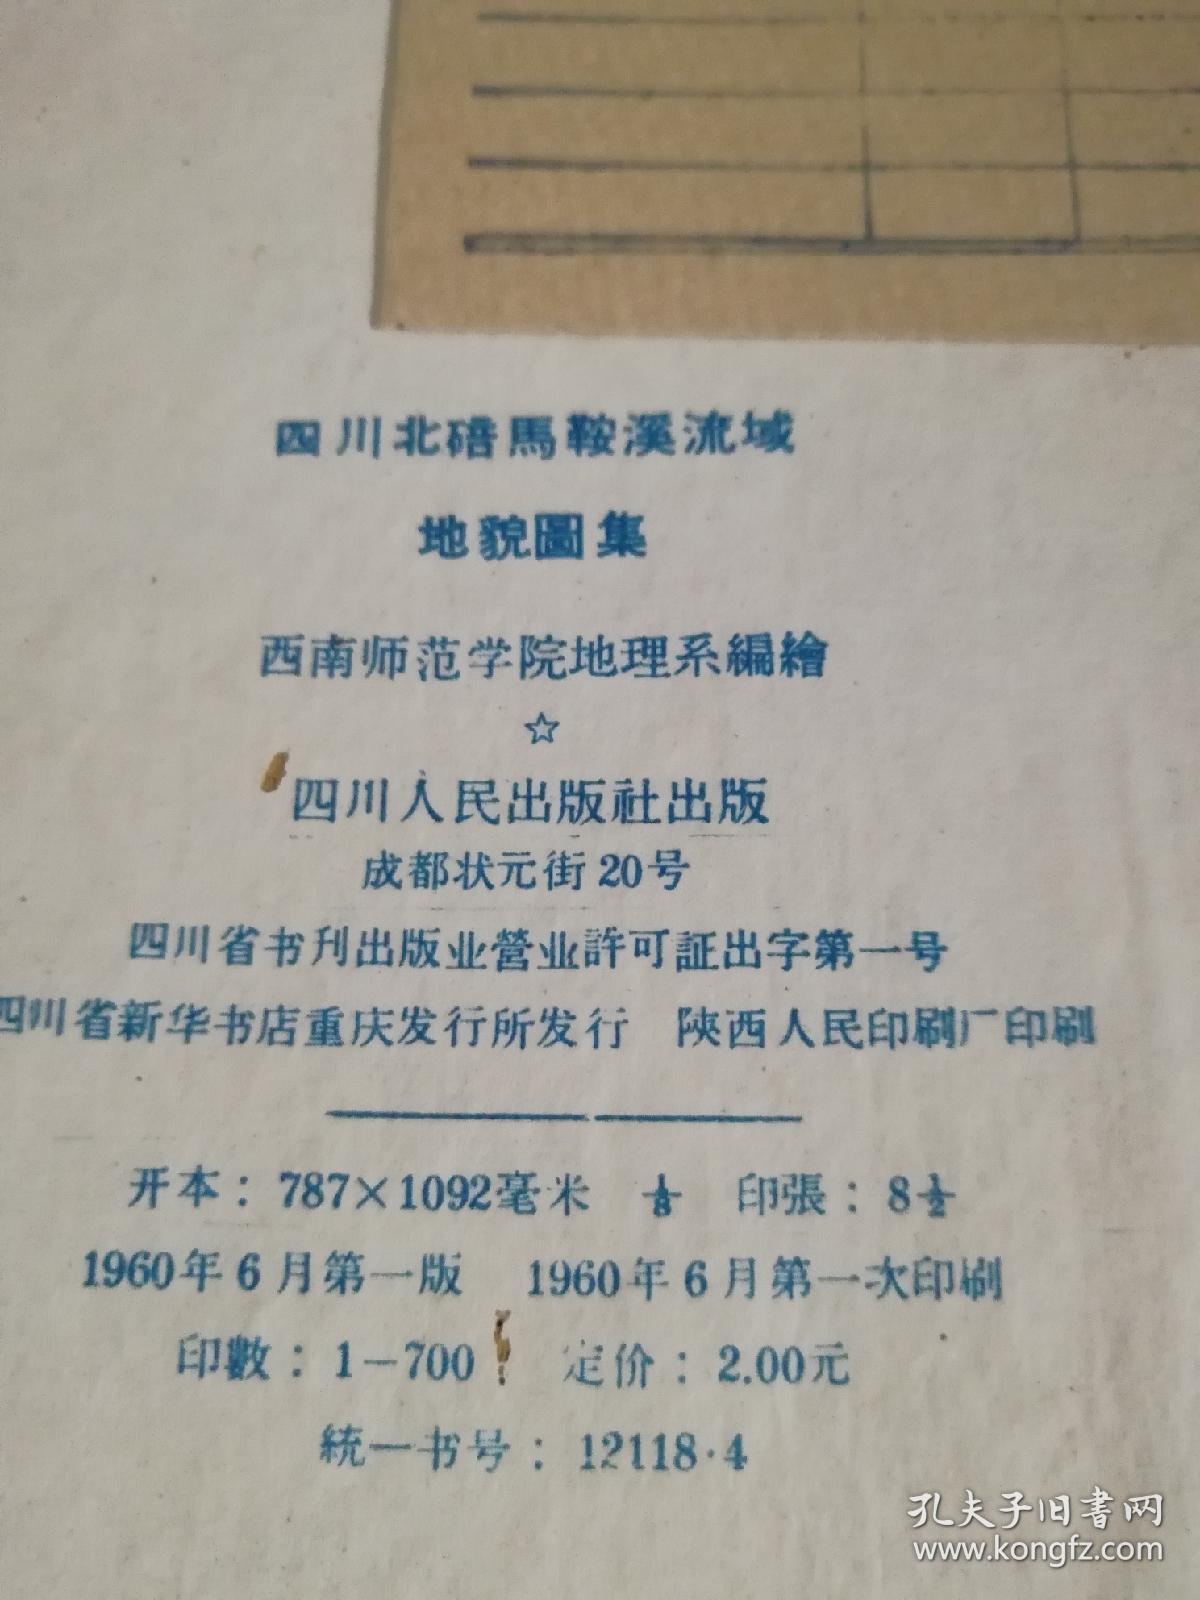 四川北碚馬鞍溪流域
地貌圖集
西南师范学院地理系編繪
☆
四川人民出版社出版
成都状元街20号
四川省书刊出版业营业許可証出字第一号
四川省新华书店重庆发行所发行 陝西人民印刷厂印刷
开本：787×1092毫米 1/8 印張：8 1/2
1960年6月第一版 1960年6月第一次印刷
印數：1—700 定价：2.00元
統一书号：12118·4
孔夫子旧書网
www.kongfz.com